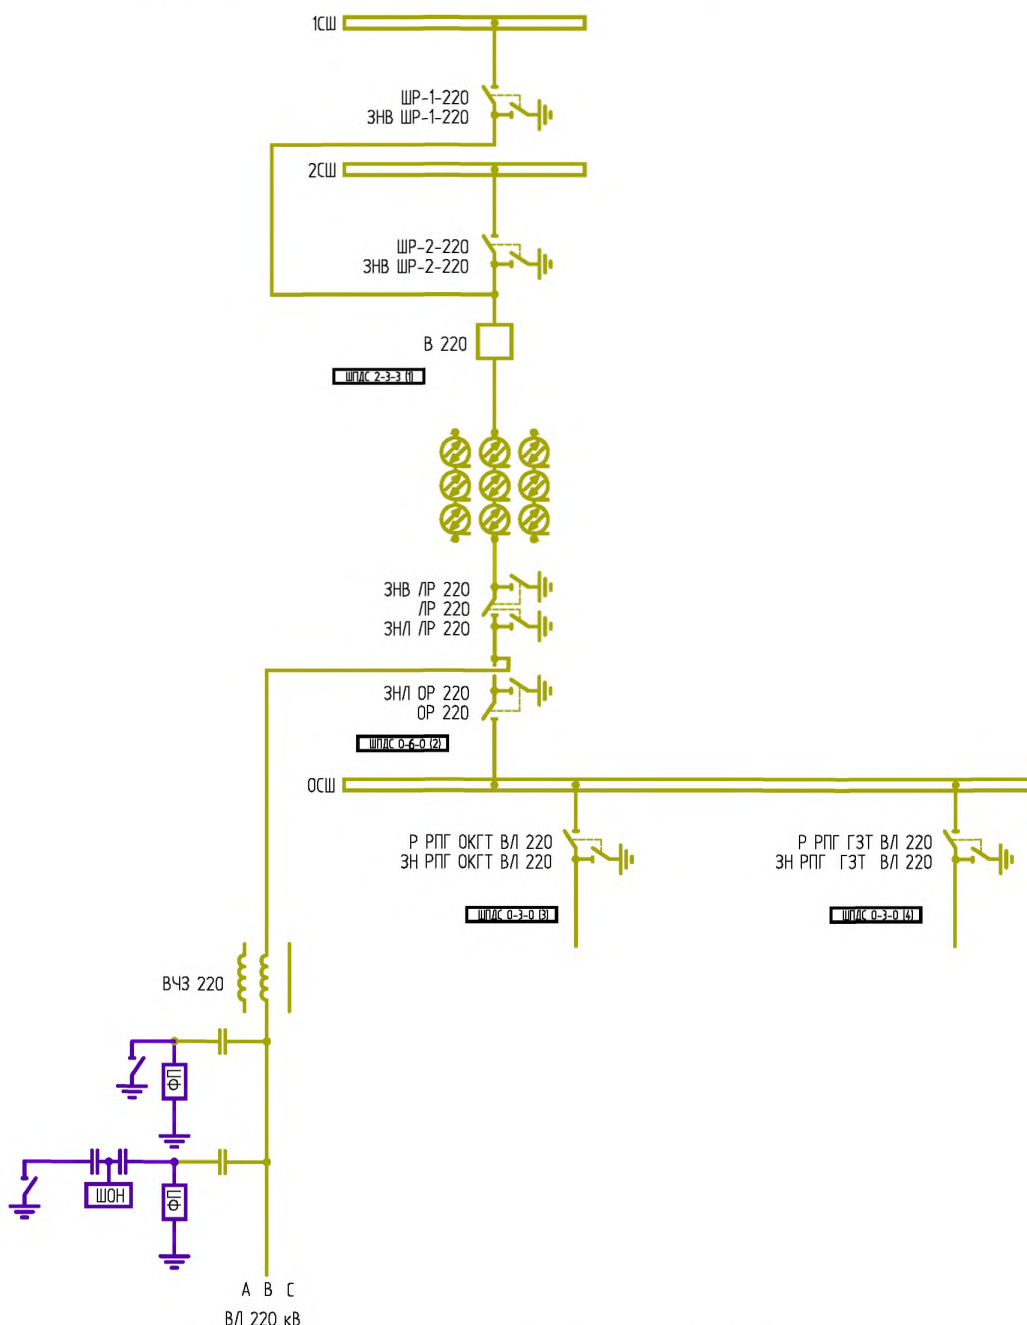 1СШ
ШР-1-220
ЗНВ ШР-1-220
2СШ
ШР-2-220
ЗНВ ШР-2-220
В 220
ШПДС 2-3-3 (1)
ЗНВ ЛР 220
ЛР 220
ЗНЛ ЛР 220
ЗНЛ ОР 220
ОР 220
ШПДС 0-6-0 (2)
ОСШ
Р РПГ ОКГТ ВЛ 220
ЗН РПГ ОКГТ ВЛ 220
Р РПГ ГЗТ ВЛ 220
ЗН РПГ ГЗТ ВЛ 220
ШПДС 0-3-0 (3)
ШПДС 0-3-0 (4)
ВЧЗ 220
ФП
ШОН
ФП
А В С
ВЛ 220 кВ